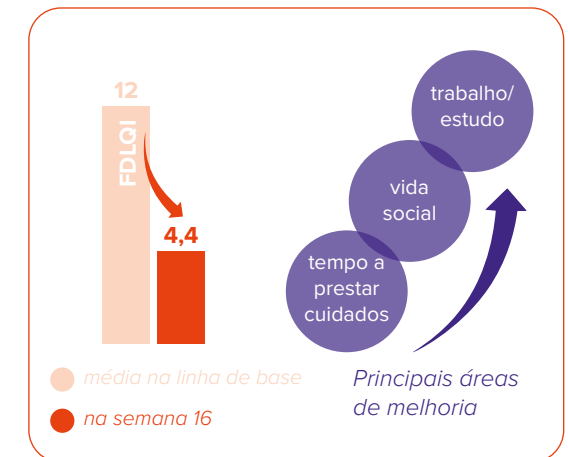 12
FDLQI
4,4
média na linha de base
na semana 16
trabalho/
estudo
vida
social
tempo a
prestar
cuidados
Principais áreas
de melhoria